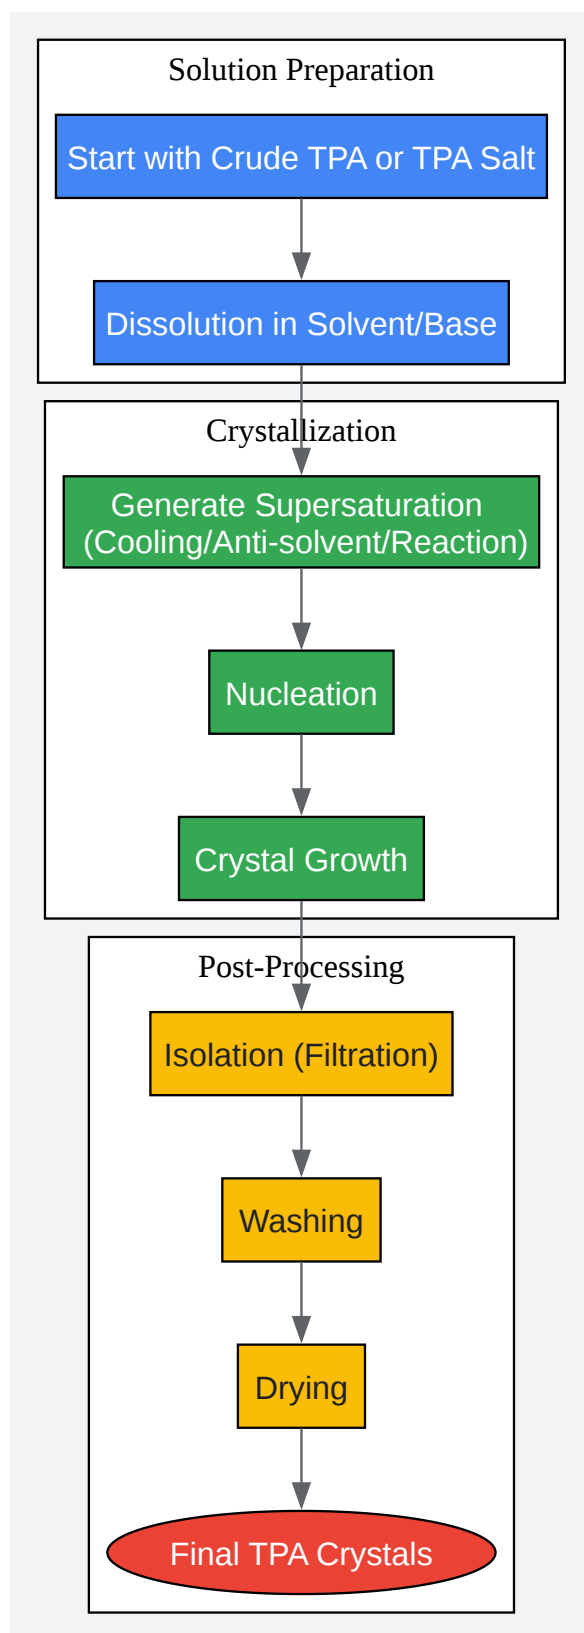 Solution Preparation
Start with Crude TPA or TPA Salt
Dissolution in Solvent/Base
Crystallization
Generate Supersaturation
(Cooling/Anti-solvent/Reaction)
Nucleation
Crystal Growth
Post-Processing
Isolation (Filtration)
Washing
Drying
Final TPA Crystals